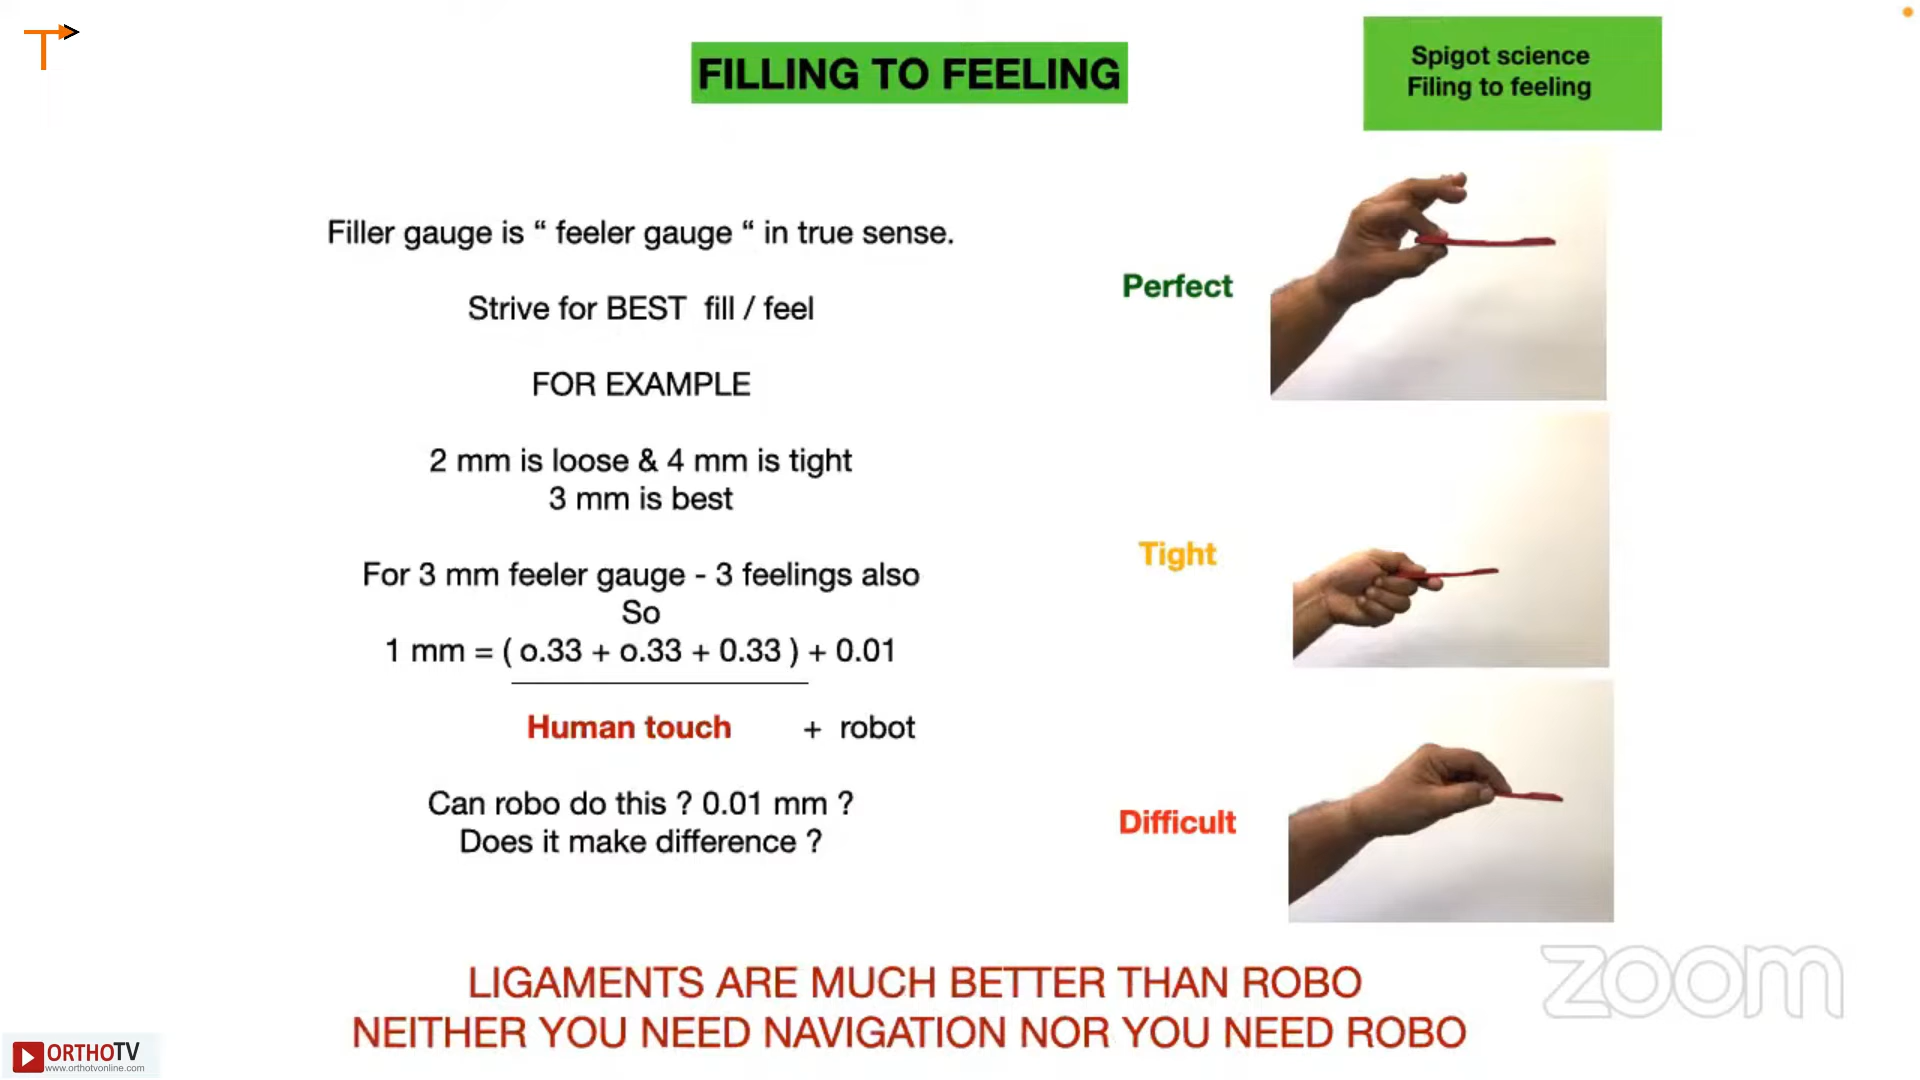 FILLING TO FEELING
Spigot science
Filing to feeling
Filler gauge is “ feeler gauge “ in true sense.
Strive for BEST fill / feel
FOR EXAMPLE
2 mm is loose & 4 mm is tight
3 mm is best
For 3 mm feeler gauge - 3 feelings also
So
1 mm = ( o.33 + o.33 + 0.33 ) + 0.01
Human touch + robot
Can robo do this ? 0.01 mm ?
Does it make difference ?
Perfect
Tight
Difficult
LIGAMENTS ARE MUCH BETTER THAN ROBO
NEITHER YOU NEED NAVIGATION NOR YOU NEED ROBO
zoom
ORTHOTV
www.orthotvonline.com